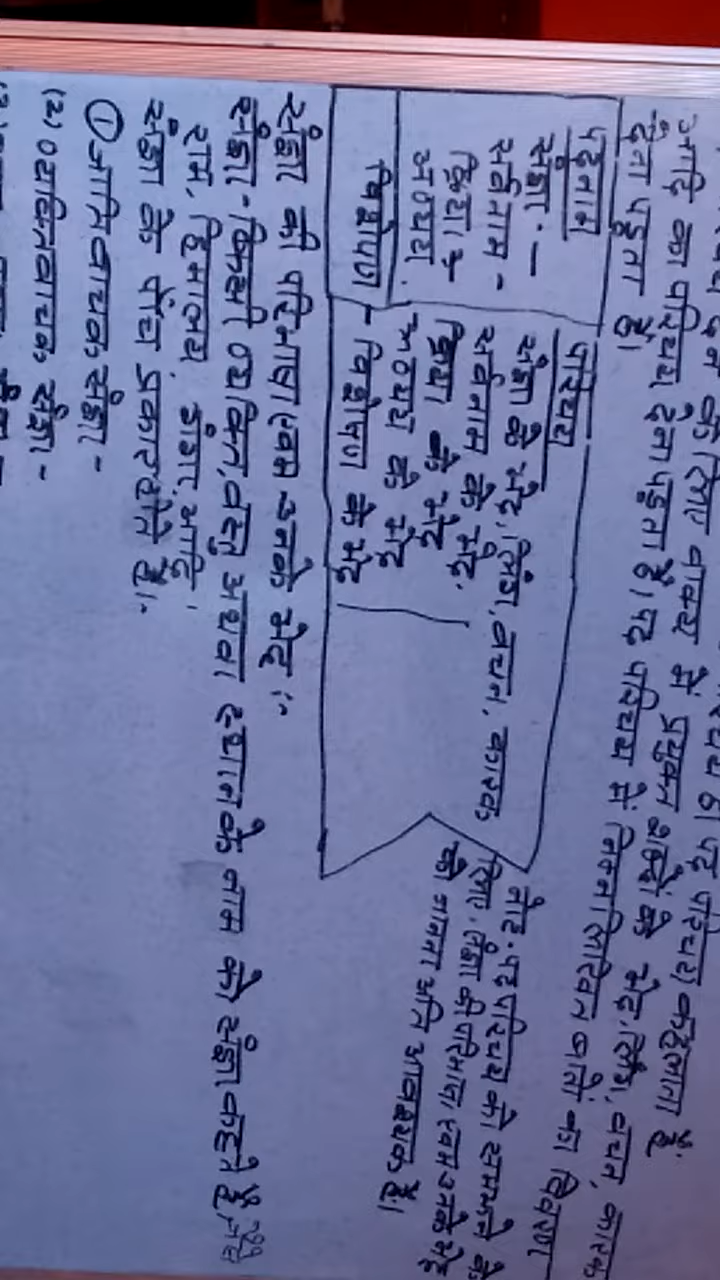 परिचय देने के लिए वाक्य में प्रयुक्त शब्दों के भेद, लिंग, वचन, कारक
आदि का परिचय देना पड़ता है। पद परिचय में निम्नलिखित बातों का विवरण
देना पड़ता है।
पदनाम परिचय
संज्ञा - संज्ञा के भेद, लिंग, वचन, कारक
सर्वनाम - सर्वनाम के भेद
क्रिया - क्रिया के भेद
अव्यय अव्यय के भेद
विशेषण - विशेषण के भेद
नोट. पद परिचय को समझने के
लिए संज्ञा की परिभाषा एवम उनके भेद
को जानना अति आवश्यक है।
संज्ञा की परिभाषा एवम उनके भेद :-
संज्ञा - किसी व्यक्ति, वस्तु अथवा स्थान के नाम को संज्ञा कहते हैं,
राम, हिमालय, आदि
संज्ञा के पाँच प्रकार होते हैं।-
① जातिवाचक संज्ञा -
(2) व्यक्तिवाचक संज्ञा -